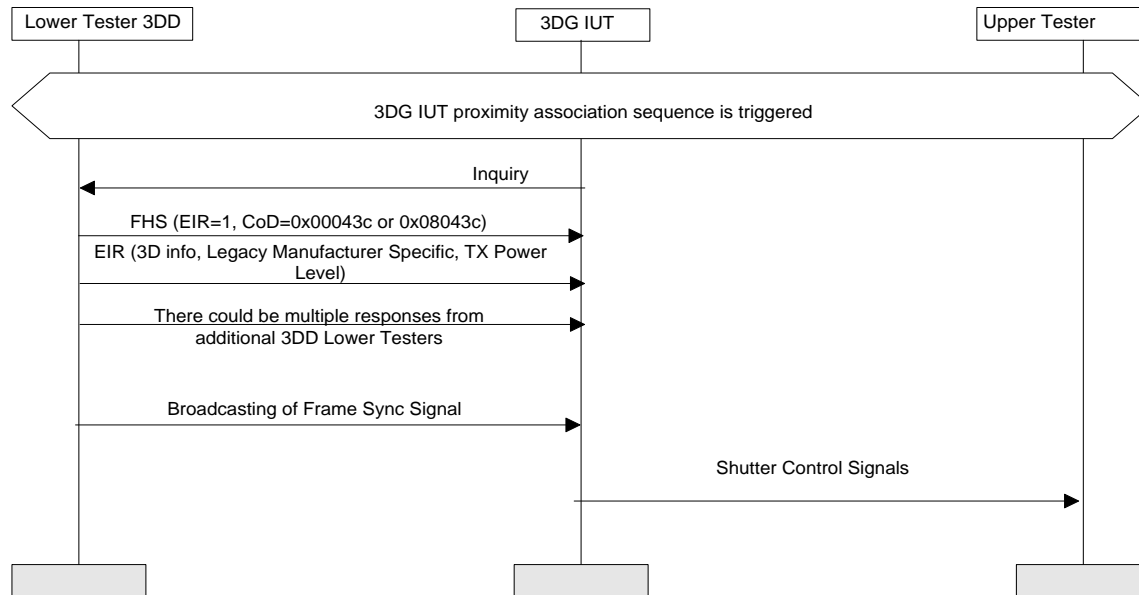 Lower Tester 3DD
3DG IUT
Upper Tester
3DG IUT proximity association sequence is triggered
Inquiry
FHS (EIR=1, CoD=0x00043c or 0x08043c)
EIR (3D info, Legacy Manufacturer Specific, TX Power
Level)
There could be multiple responses from
additional 3DD Lower Testers
Broadcasting of Frame Sync Signal
Shutter Control Signals